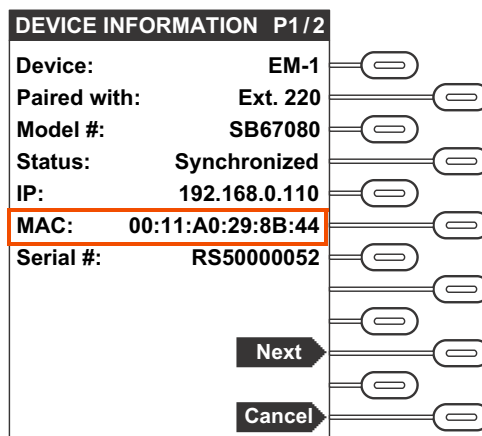 DEVICE INFORMATION P1/2
Device: EM-1
Paired with: Ext. 220
Model #: SB67080
Status: Synchronized
IP: 192.168.0.110
MAC: 00:11:A0:29:8B:44
Serial #: RS50000052
Next
Cancel